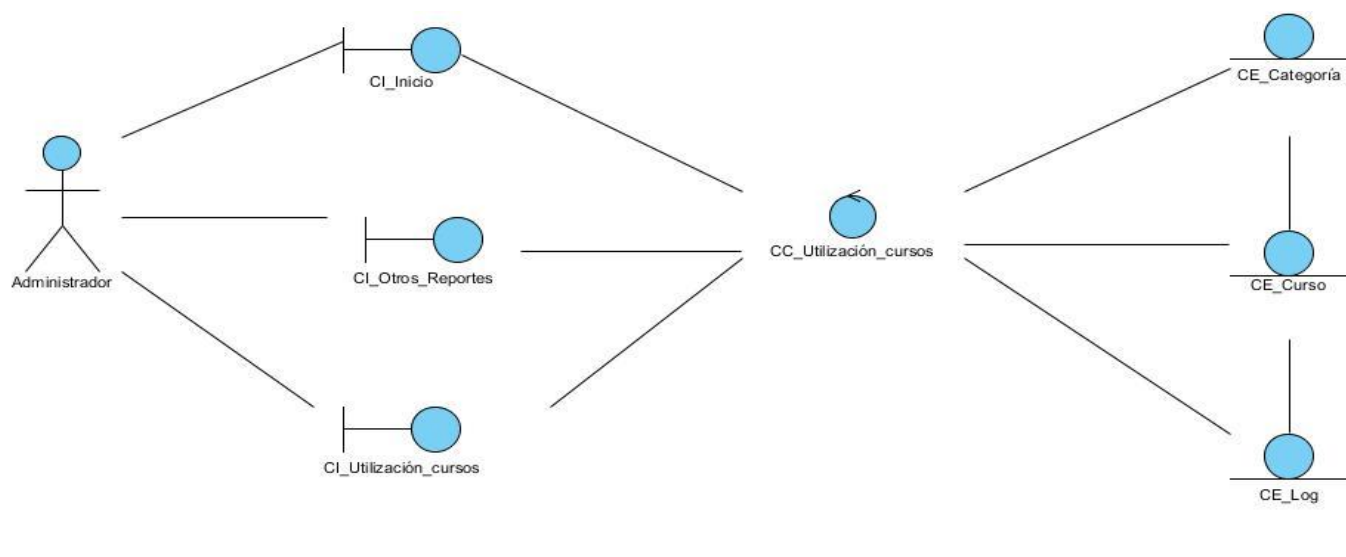 CI_Inicio
CE_Categoría
Administrador
CI_Otros_Reportes
CC_Utilización_cursos
CE_Curso
CI_Utilización_cursos
CE_Log